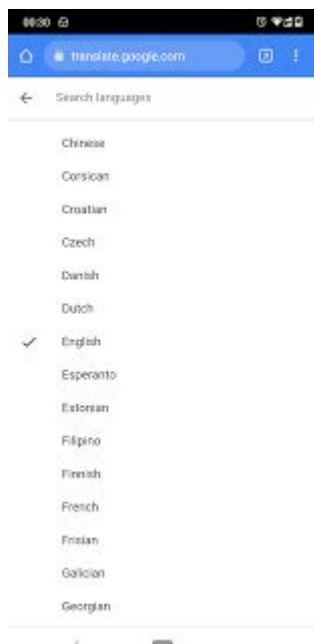 00:30
translate.google.com
Search languages
Chinese
Corsican
Croatian
Czech
Danish
Dutch
English
Esperanto
Estonian
Filipino
Finnish
French
Frisian
Galician
Georgian